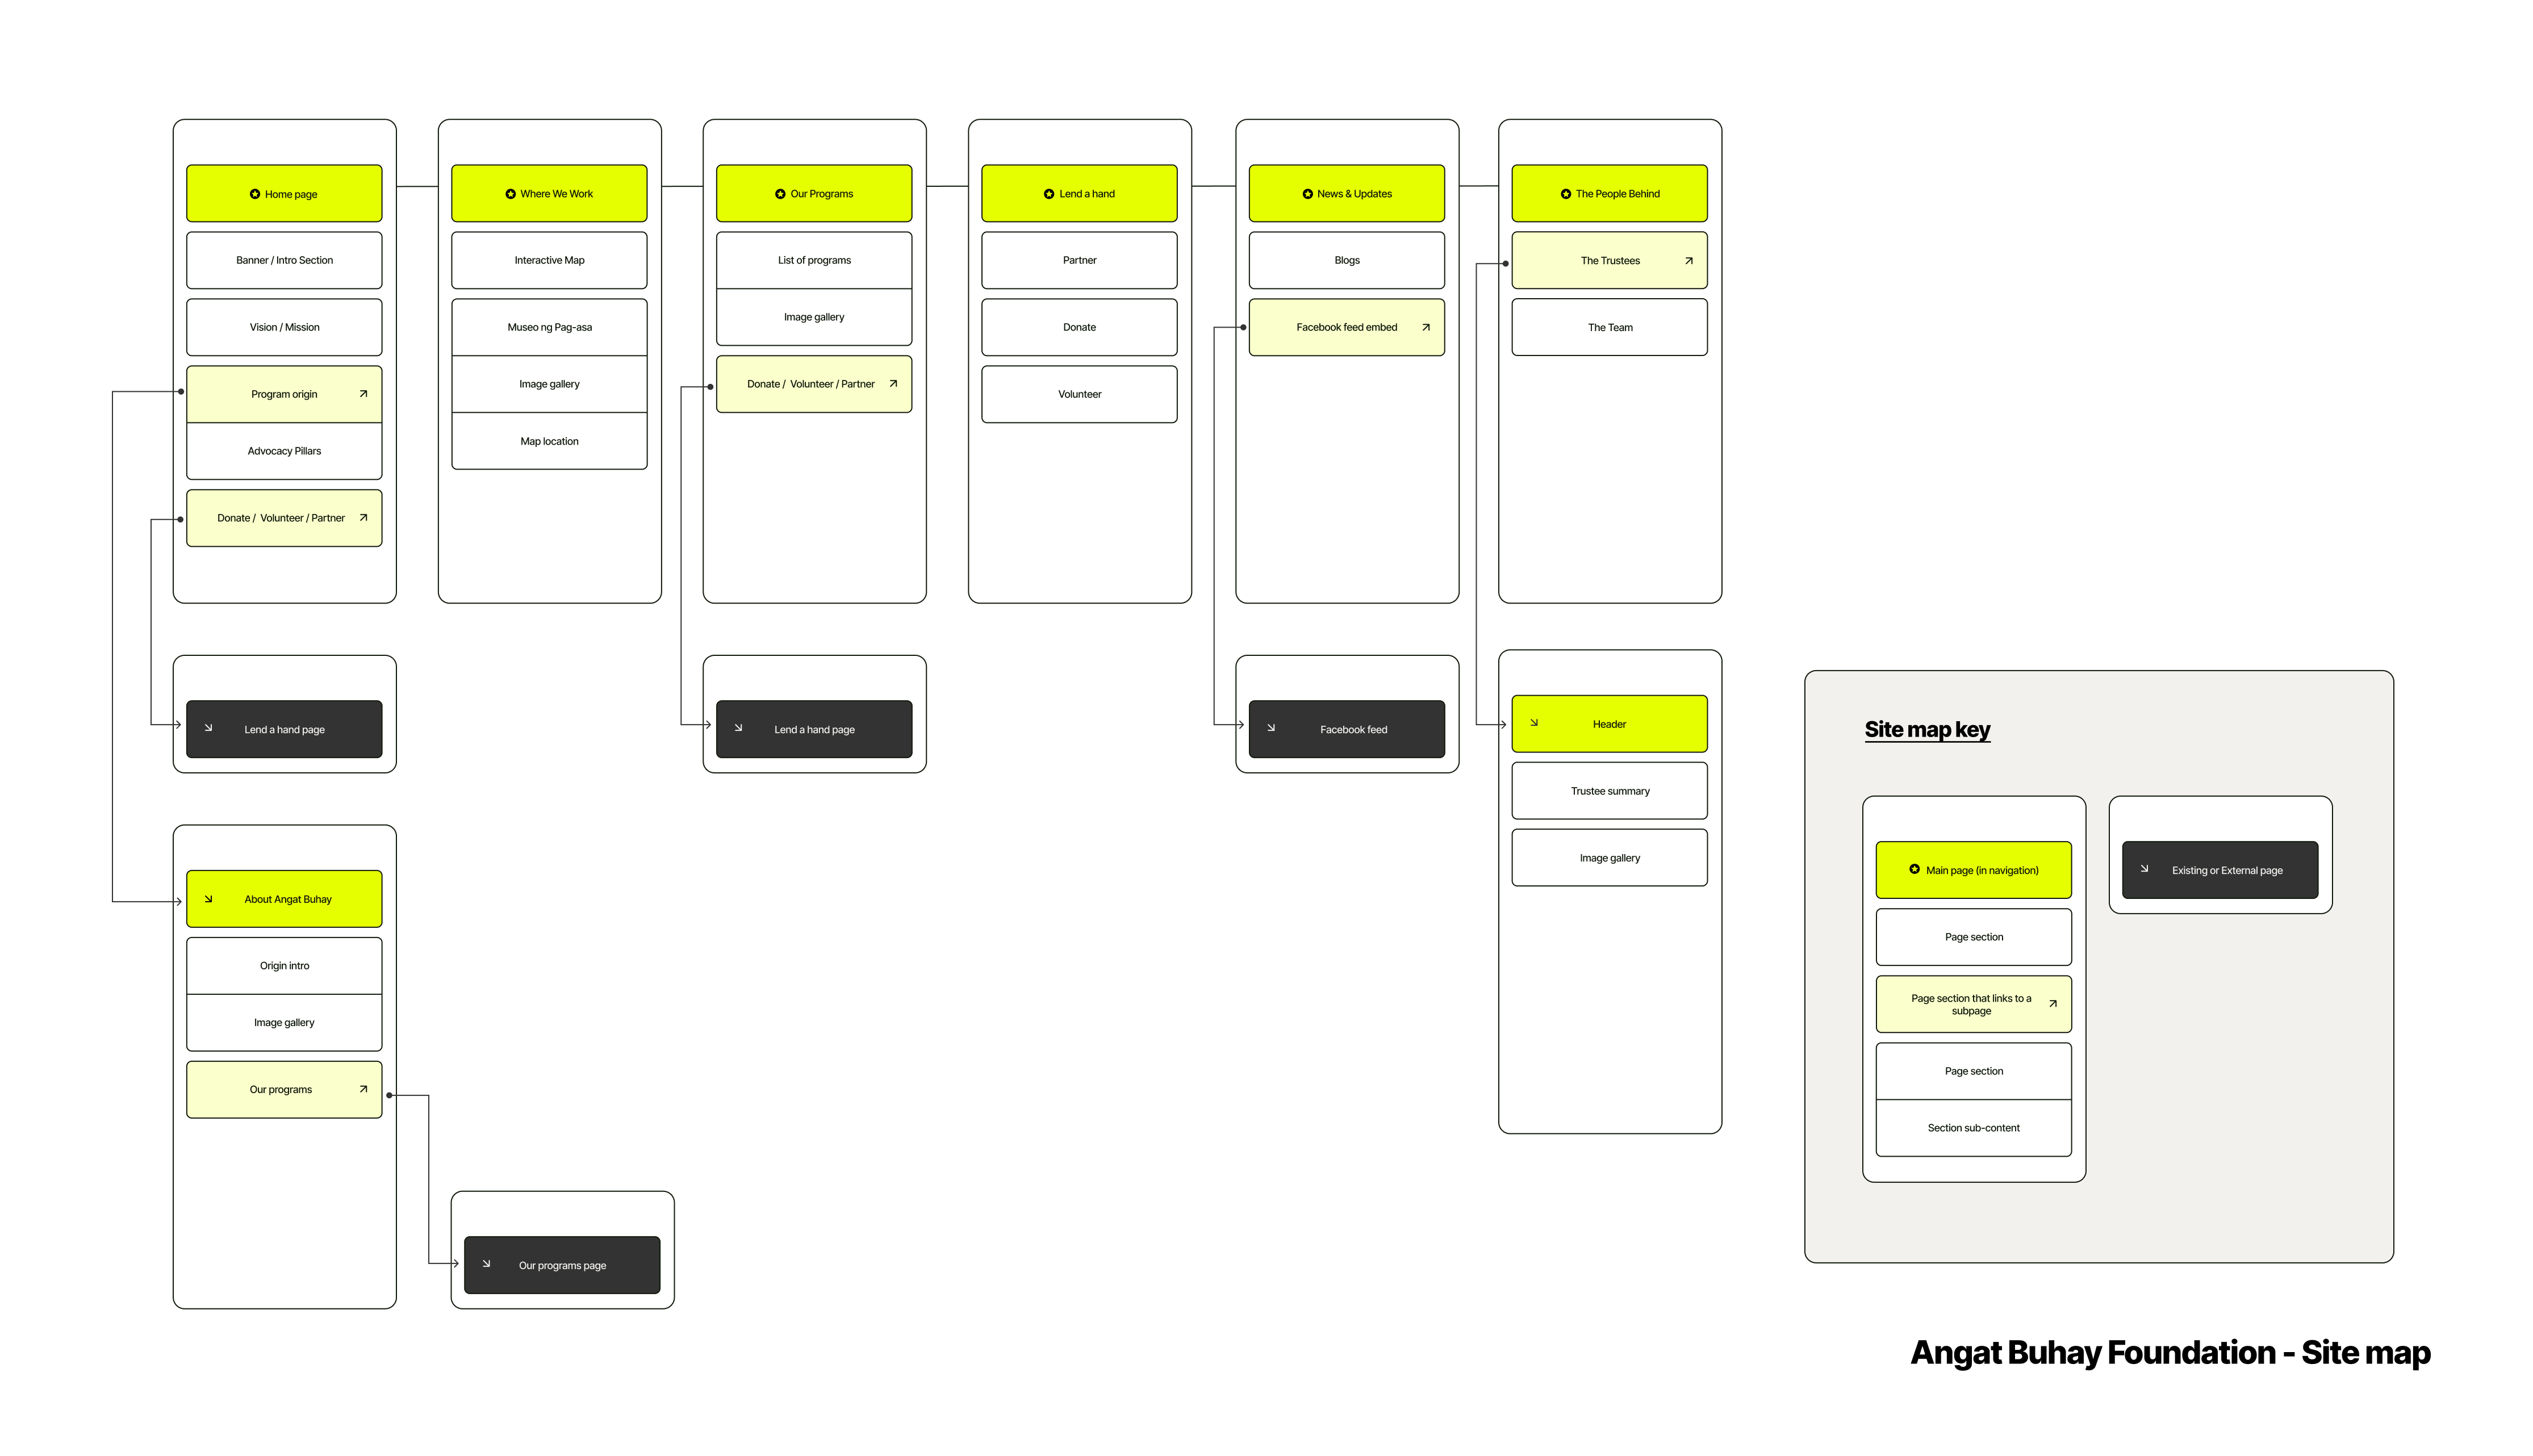 Home page
Banner / Intro Section
Vision / Mission
Program origin
Advocacy Pillars
Donate / Volunteer / Partner
Where We Work
Interactive Map
Museo ng Pag-asa
Image gallery
Map location
Our Programs
List of programs
Image gallery
Donate / Volunteer / Partner
Lend a hand
Partner
Donate
Volunteer
News & Updates
Blogs
Facebook feed embed
The People Behind
The Trustees
The Team
Lend a hand page
Lend a hand page
Facebook feed
Header
Trustee summary
Image gallery
About Angat Buhay
Origin intro
Image gallery
Our programs
Our programs page
Site map key
Main page (in navigation)
Page section
Page section that links to a
subpage
Page section
Section sub-content
Existing or External page
Angat Buhay Foundation - Site map